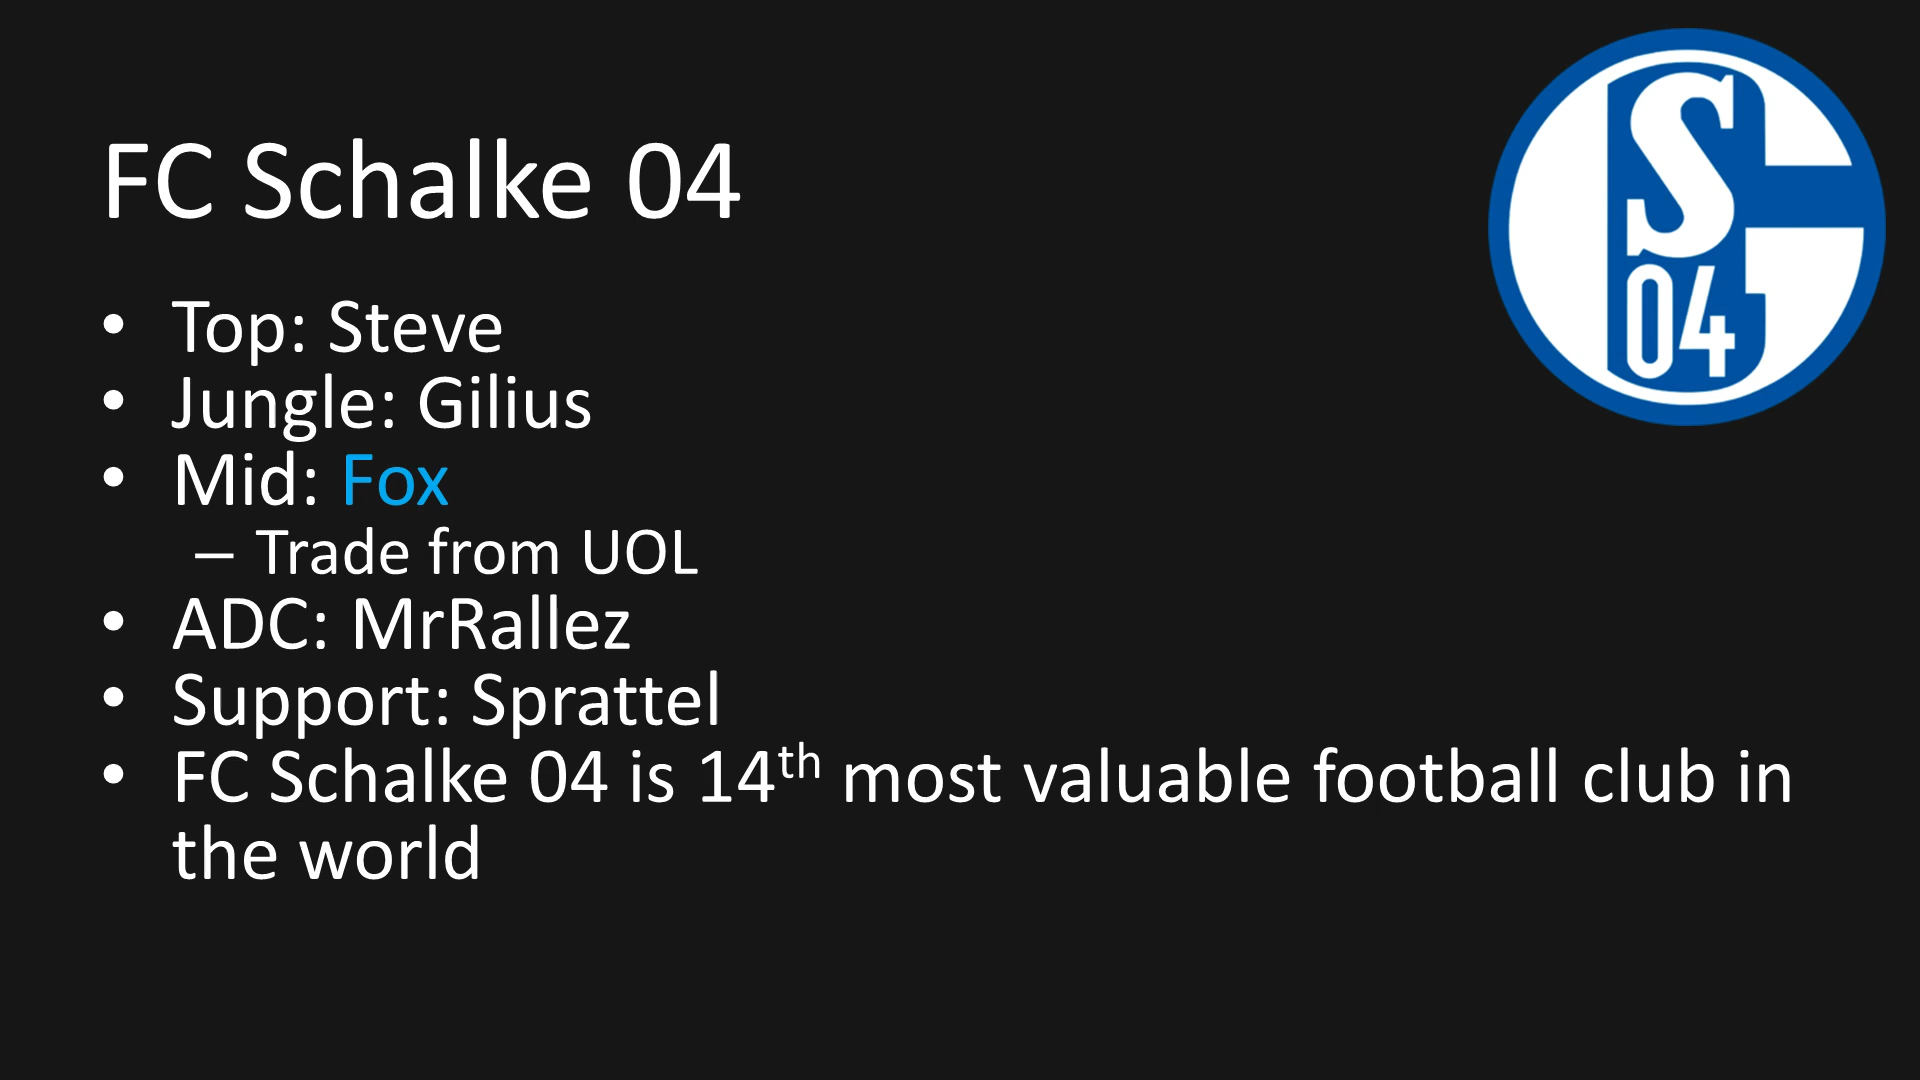 FC Schalke 04
S
04
• Top: Steve
• Jungle: Gilius
• Mid: Fox
– Trade from UOL
• ADC: MrRallez
• Support: Sprattel
• FC Schalke 04 is 14th most valuable football club in
the world